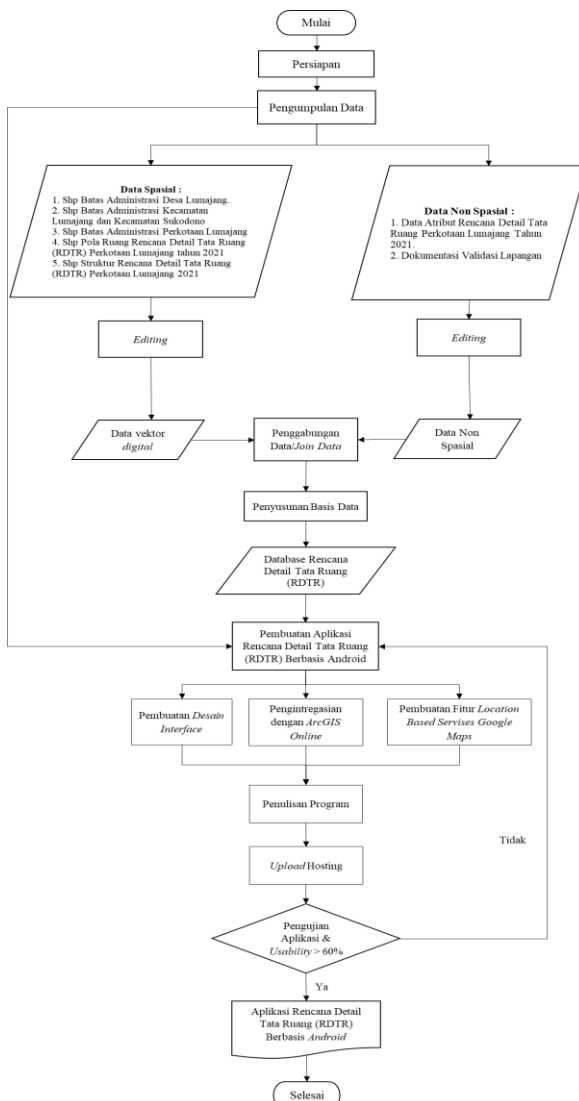 Mulai
Persiapan
Pengumpulan Data
Data Spasial :
1. Shp Batas Administrasi Desa Lumajang.
2. Shp Batas Administrasi Kecamatan
Lumajang dan Kecamatan Sukodono
3. Shp Batas Administrasi Perkotaan Lumajang
4. Shp Pola Ruang Rencana Detail Tata Ruang
(RDTR) Perkotaan Lumajang tahun 2021
5. Shp Struktur Rencana Detail Tata Ruang
(RDTR) Perkotaan Lumajang 2021
Data Non Spasial :
1. Data Atribut Rencana Detail Tata
Ruang Perkotaan Lumajang Tahun
2021.
2. Dokumentasi Validasi Lapangan
Editing
Editing
Data vektor
digital
Penggabungan
Data/Join Data
Data Non
Spasial
Penyusunan Basis Data
Database Rencana
Detail Tata Ruang
(RDTR)
Pembuatan Aplikasi
Rencana Detail Tata Ruang
(RDTR) Berbasis Android
Pembuatan Desain
Interface
Pengintregasian
dengan ArcGIS
Online
Pembuatan Fitur Location
Based Servises Google
Maps
Penulisan Program
Tidak
Upload Hosting
Pengujian
Aplikasi &
Usability > 60%
Ya
Aplikasi Rencana Detail
Tata Ruang (RDTR)
Berbasis Android
Selesai